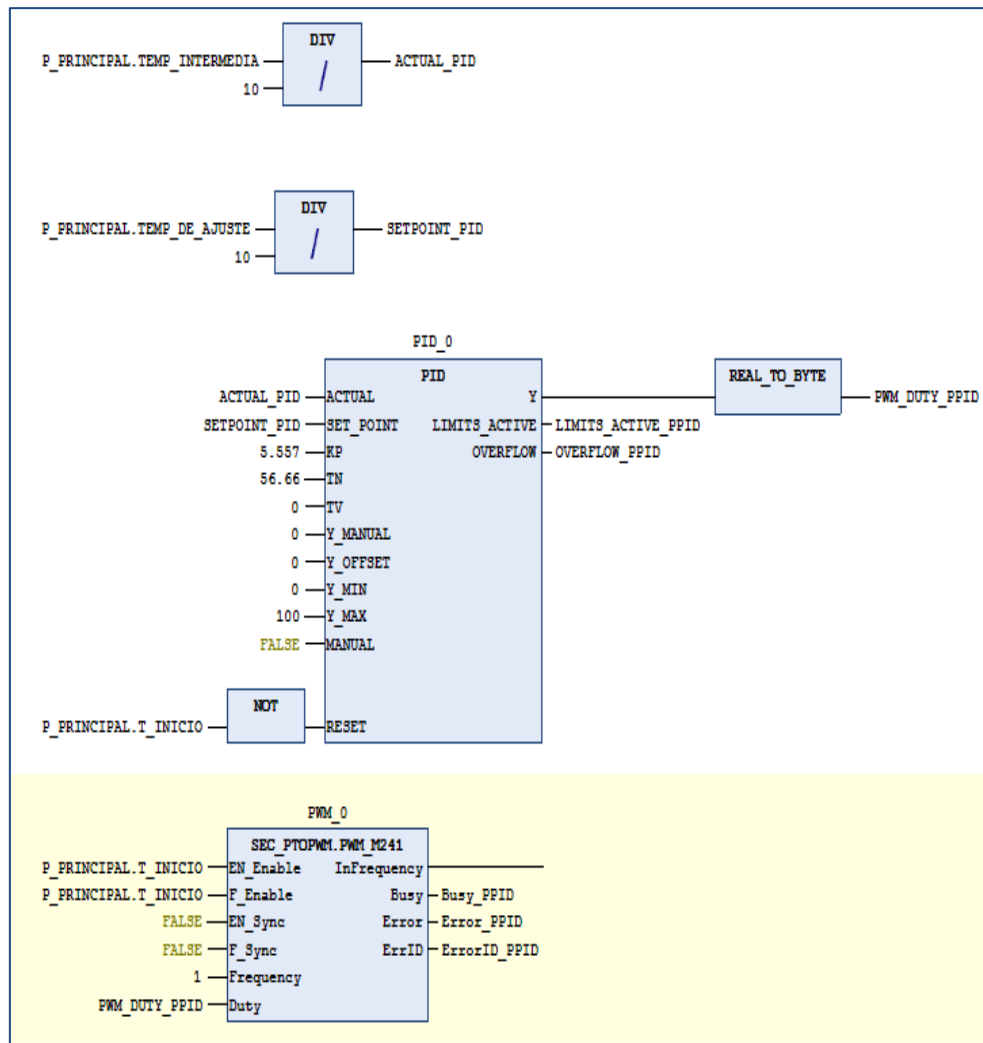 DIV
P_PRINCIPAL.TEMP_INTERMEDIA / ACTUAL_PID
10
DIV
P_PRINCIPAL.TEMP_DE_AJUSTE / SETPOINT_PID
10
PID_0
PID REAL_TO_BYTE
ACTUAL_PID ACTUAL Y PWM_DUTY_PPID
SETPOINT_PID SET_POINT LIMITS_ACTIVE LIMITS_ACTIVE_PPID
5.557 KP OVERFLOW OVERFLOW_PPID
56.66 TN
0 TV
0 Y_MANUAL
0 Y_OFFSET
0 Y_MIN
100 Y_MAX
FALSE MANUAL
NOT
P_PRINCIPAL.T_INICIO RESET
PWM_0
SEC_PTOPWM.PWM_M241
P_PRINCIPAL.T_INICIO EN_Enable InFrequency
P_PRINCIPAL.T_INICIO F_Enable Busy Busy_PPID
FALSE EN_Sync Error Error_PPID
FALSE F_Sync ErrID ErrorID_PPID
1 Frequency
PWM_DUTY_PPID Duty